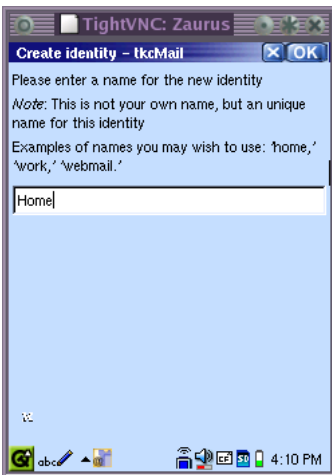 TightVNC: Zaurus
Create identity - tkcMail
OK
Please enter a name for the new identity
Note: This is not your own name, but an unique
name for this identity
Examples of names you may wish to use: 'home,'
'work,' 'webmail.'
Home
abc
CF
SD
4:10 PM